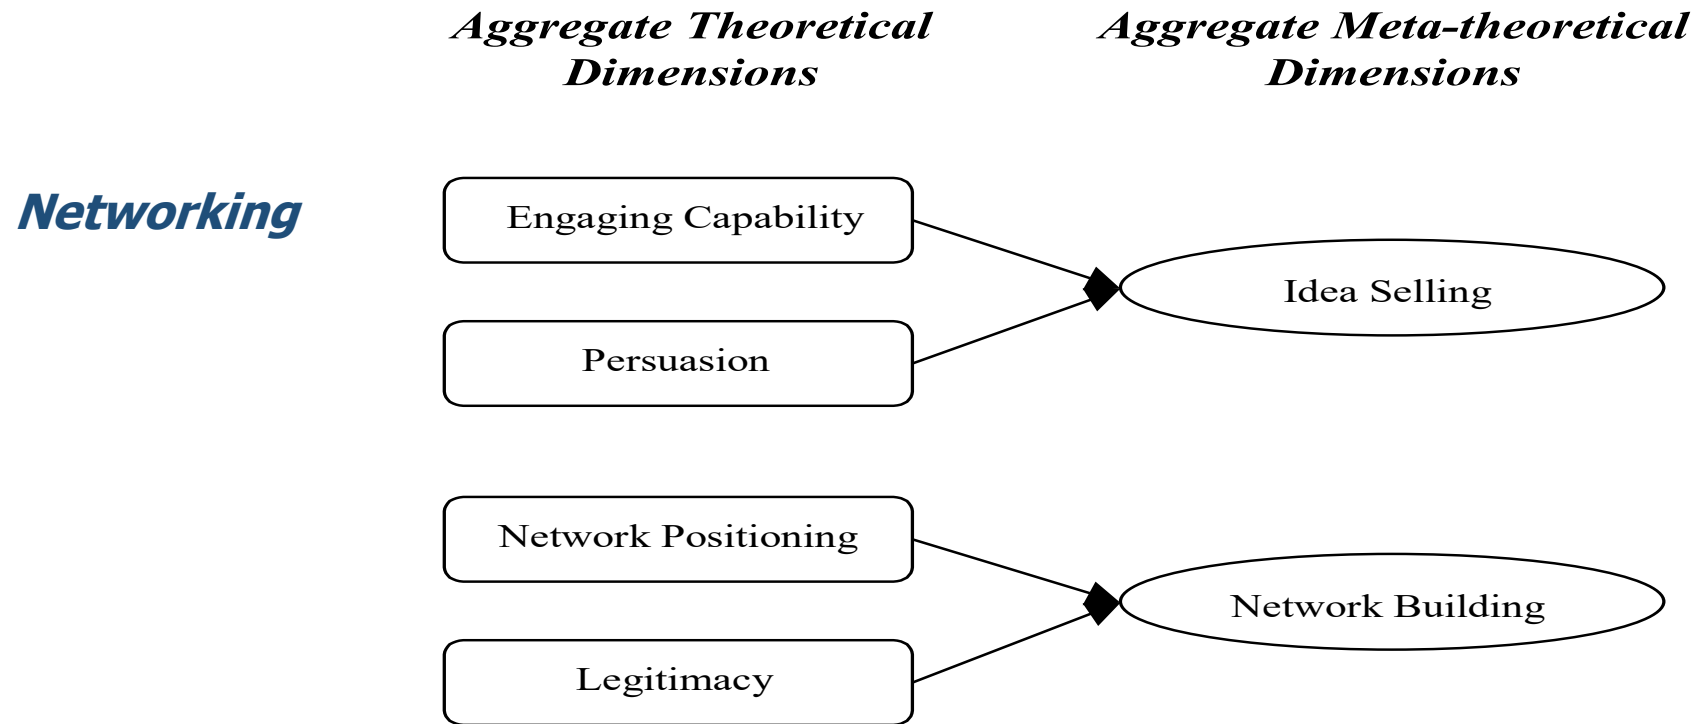 Aggregate Theoretical
Dimensions
Aggregate Meta-theoretical
Dimensions
Networking
Engaging Capability
Idea Selling
Persuasion
Network Positioning
Network Building
Legitimacy